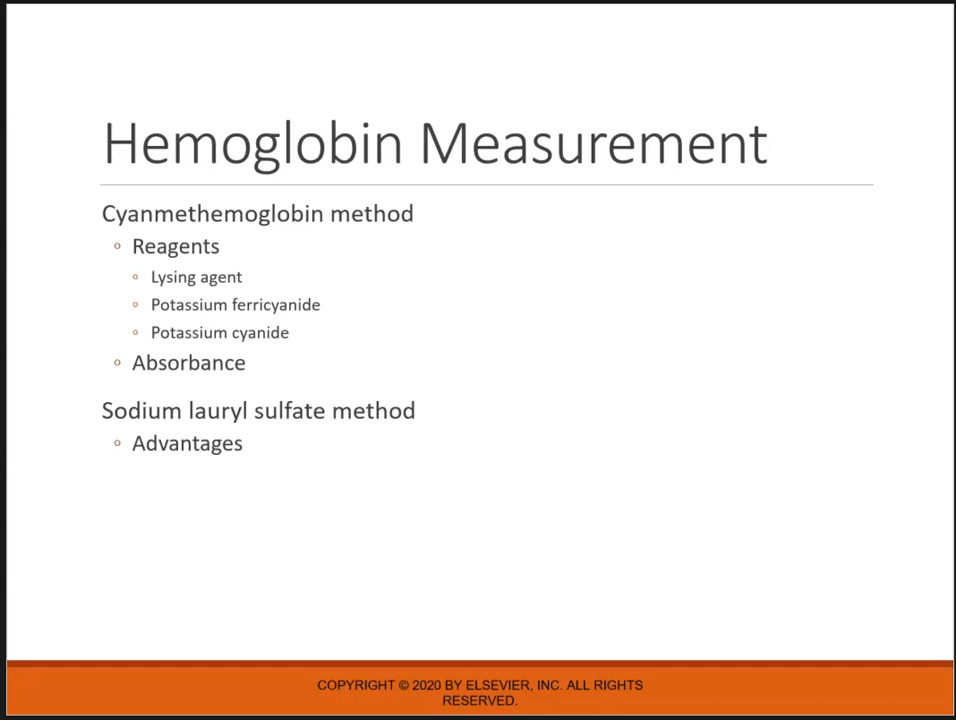 Hemoglobin Measurement
Cyanmethemoglobin method
◦ Reagents
◦ Lysing agent
◦ Potassium ferricyanide
◦ Potassium cyanide
◦ Absorbance
Sodium lauryl sulfate method
◦ Advantages
COPYRIGHT © 2020 BY ELSEVIER, INC. ALL RIGHTS
RESERVED.